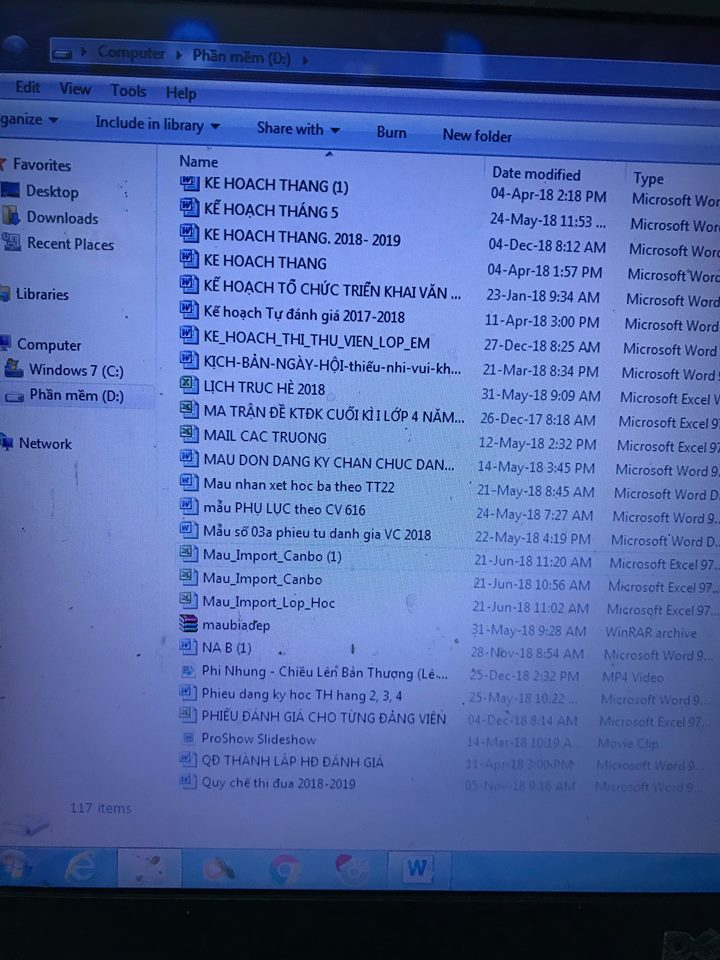 Computer ▸ Phần mềm (D:) ▸
Edit View Tools Help
ganize Include in library Share with Burn New folder
Favorites
Desktop
Downloads
Recent Places
Libraries
Computer
Windows 7 (C:)
Phần mềm (D:)
Network
Name Date modified Type
KE HOACH THANG (1) 04-Apr-18 2:18 PM Microsoft Word
KẾ HOẠCH THÁNG 5 24-May-18 11:53 ... Microsoft Word
KE HOACH THANG. 2018- 2019 04-Dec-18 8:12 AM Microsoft Word
KE HOACH THANG 04-Apr-18 1:57 PM Microsoft Word
KẾ HOẠCH TỔ CHỨC TRIỂN KHAI VĂN ... 23-Jan-18 9:34 AM Microsoft Word
Kế hoạch Tự đánh giá 2017-2018 11-Apr-18 3:00 PM Microsoft Word
KE_HOACH_THI_THU_VIEN_LOP_EM 27-Dec-18 8:25 AM Microsoft Word
KỊCH-BẢN-NGÀY-HỘI-thiếu-nhi-vui-kh... 21-Mar-18 8:34 PM Microsoft Word
LỊCH TRUC HÈ 2018 31-May-18 9:09 AM Microsoft Excel W
MA TRẬN ĐỀ KTĐK CUỐI KÌ I LỚP 4 NĂM... 26-Dec-17 8:18 AM Microsoft Excel 97
MAIL CAC TRUONG 12-May-18 2:32 PM Microsoft Excel 97
MAU DON DANG KY CHAN CHUC DAN... 14-May-18 3:45 PM Microsoft Word 9...
Mau nhan xet hoc ba theo TT22 21-May-18 8:45 AM Microsoft Word D...
mẫu PHỤ LỤC theo CV 616 24-May-18 7:27 AM Microsoft Word 9...
Mẫu số 03a phieu tu danh gia VC 2018 22-May-18 4:19 PM Microsoft Word D...
Mau_Import_Canbo (1) 21-Jun-18 11:20 AM Microsoft Excel 97...
Mau_Import_Canbo 21-Jun-18 10:56 AM Microsoft Excel 97...
Mau_Import_Lop_Hoc 21-Jun-18 11:02 AM Microsoft Excel 97...
maubiadep 31-May-18 9:28 AM WinRAR archive
NA B (1) 28-Nov-18 8:54 AM Microsoft Word 9...
Phi Nhung - Chiều Lên Bản Thượng (Lê.... 25-Dec-18 2:32 PM MP4 Video
Phieu dang ky hoc TH hang 2, 3, 4 25-May-18 10:22 ... Microsoft Word 9...
PHIẾU ĐÁNH GIÁ CHO TỪNG ĐẢNG VIÊN 04-Dec-18 8:14 AM Microsoft Excel 97...
ProShow Slideshow 14-Mar-18 10:19 A... Movie Clip
QĐ THÀNH LẬP HĐ ĐÁNH GIÁ 11-Apr-18 3:00 PM Microsoft Word 9...
Quy chế thi đua 2018-2019 05-Nov-18 9:16 AM Microsoft Word 9...
117 items